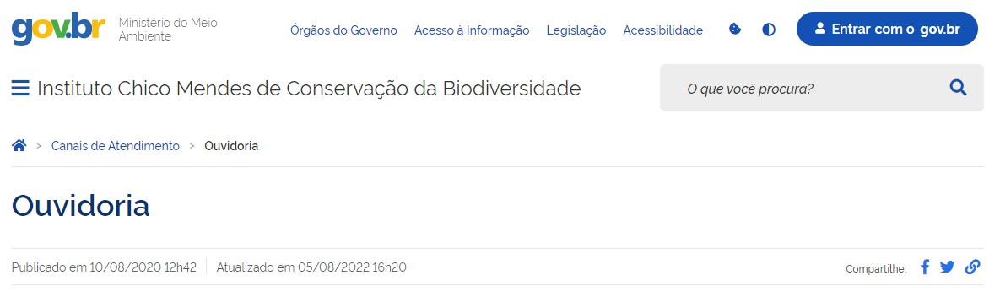 gov.br
Ministério do Meio
Ambiente
Órgãos do Governo Acesso à Informação Legislação Acessibilidade
Entrar com o gov.br
Instituto Chico Mendes de Conservação da Biodiversidade
O que você procura?
> Canais de Atendimento > Ouvidoria
Ouvidoria
Publicado em 10/08/2020 12h42 Atualizado em 05/08/2022 16h20
Compartilhe: